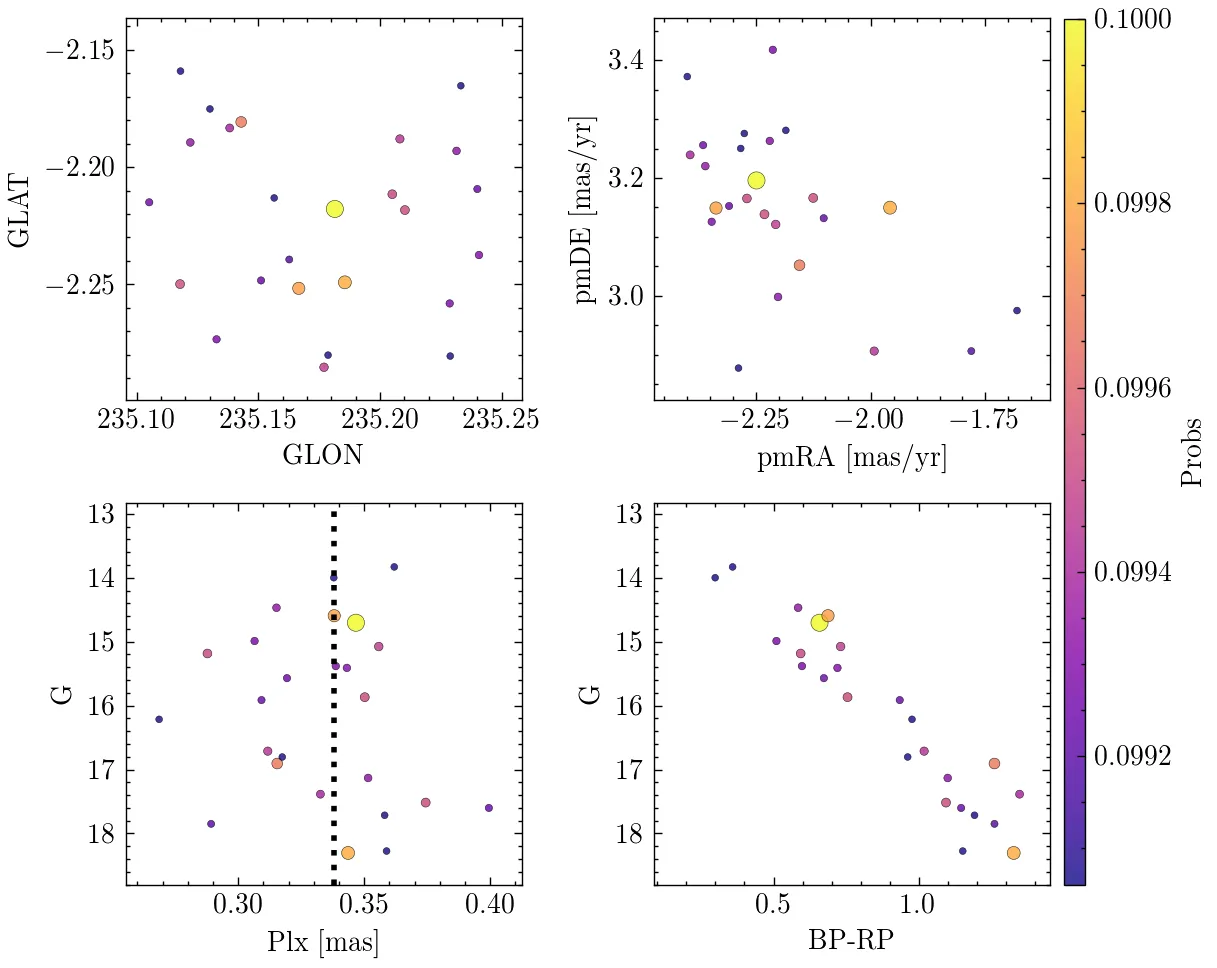 −2.15
−2.20
−2.25
GLAT
235.10 235.15 235.20 235.25
GLON
3.4
3.2
3.0
pmDE [mas/yr]
−2.25 −2.00 −1.75
pmRA [mas/yr]
0.1000
0.0998
0.0996
0.0994
0.0992
Probs
13
14
15
16
17
18
G
0.30 0.35 0.40
Plx [mas]
13
14
15
16
17
18
G
0.5 1.0
BP-RP